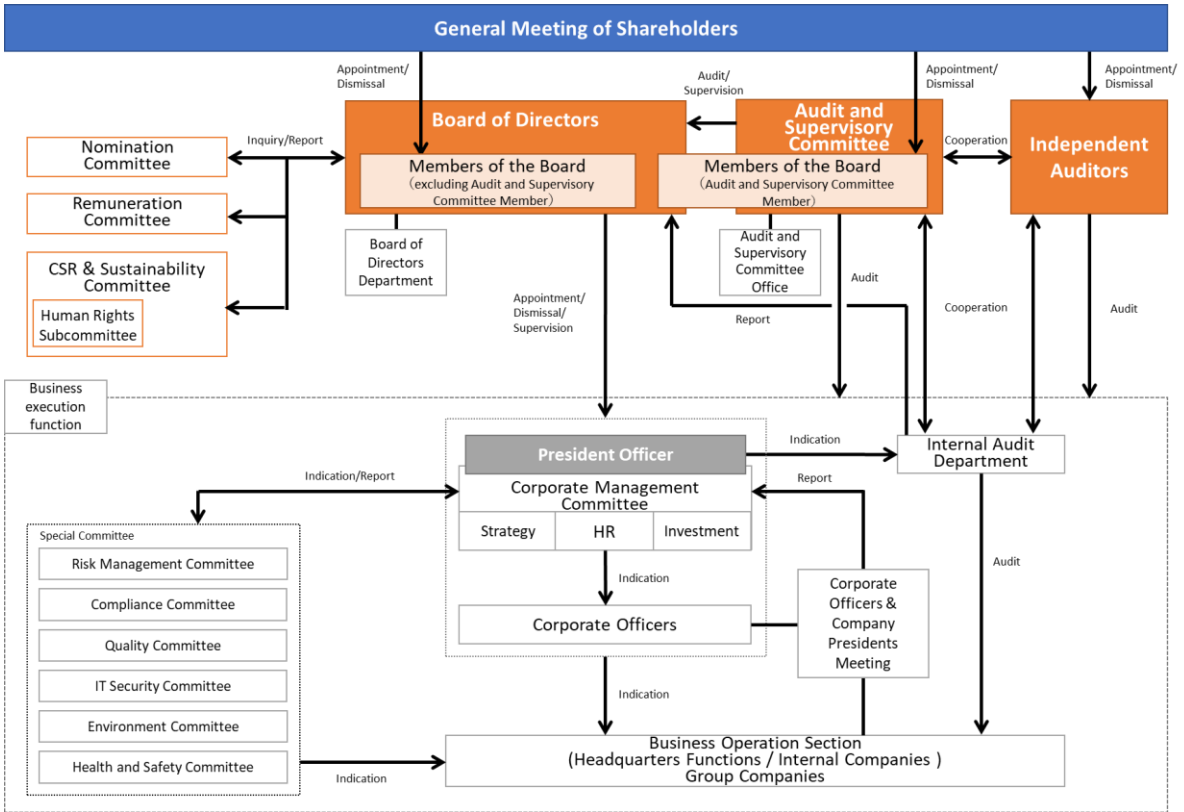 General Meeting of Shareholders
Appointment/
Dismissal
Audit/
Supervision
Appointment/
Dismissal
Appointment/
Dismissal
Board of Directors
Members of the Board
(excluding Audit and Supervisory
Committee Member)
Audit and
Supervisory
Committee
Members of the Board
(Audit and Supervisory Committee
Member)
Cooperation
Independent
Auditors
Nomination
Committee
Inquiry/Report
Remuneration
Committee
CSR & Sustainability
Committee
Human Rights
Subcommittee
Board of
Directors
Department
Audit and
Supervisory
Committee
Office
Appointment/
Dismissal/
Supervision
Report
Audit
Cooperation
Audit
Business
execution
function
President Officer
Indication
Internal Audit
Department
Corporate Management
Committee
Strategy
HR
Investment
Indication/Report
Report
Indication
Corporate Officers
Corporate
Officers &
Company
Presidents
Meeting
Audit
Special Committee
Risk Management Committee
Compliance Committee
Quality Committee
IT Security Committee
Environment Committee
Health and Safety Committee
Indication
Indication
Business Operation Section
(Headquarters Functions / Internal Companies )
Group Companies